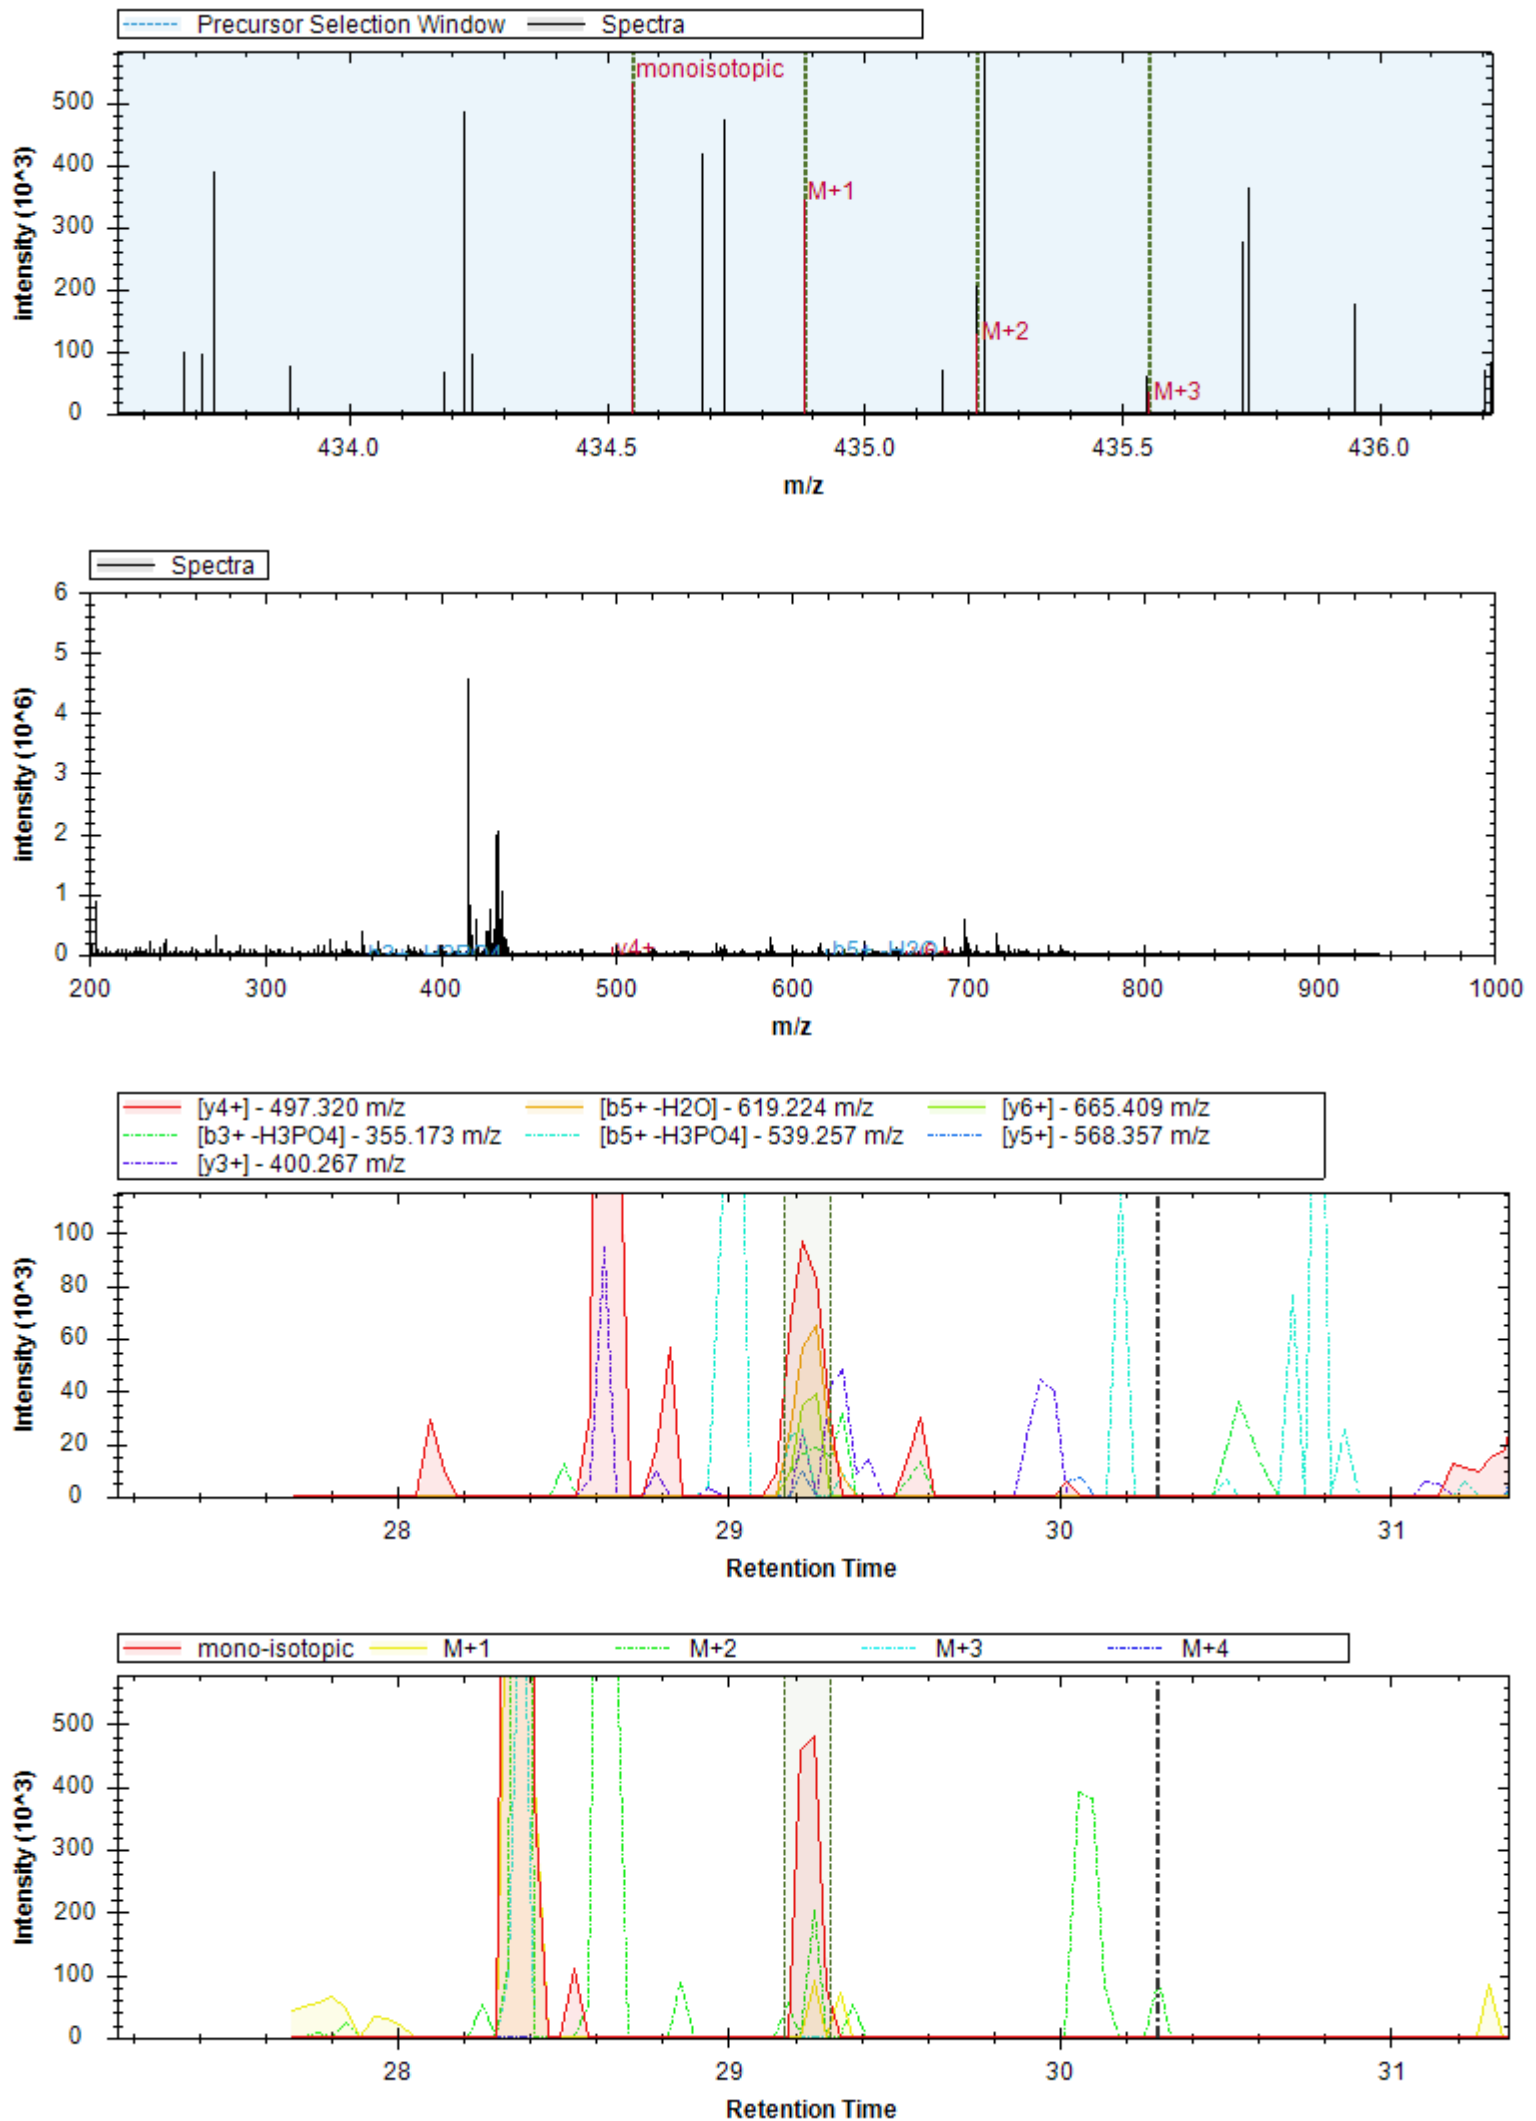 Precursor Selection Window Spectra
monoisotopic
M+1
M+2
M+3
500
400
300
200
100
0
intensity (10^3)
434.0 434.5 435.0 435.5 436.0
m/z
Spectra
6
5
4
3
2
1
0
intensity (10^6)
b3+ -H3PO4 y4+ b5+ -H2O y6+
200 300 400 500 600 700 800 900 1000
m/z
[y4+] - 497.320 m/z [b5+ -H2O] - 619.224 m/z [y6+] - 665.409 m/z
[b3+ -H3PO4] - 355.173 m/z [b5+ -H3PO4] - 539.257 m/z [y5+] - 568.357 m/z
[y3+] - 400.267 m/z
100
80
60
40
20
0
Intensity (10^3)
28 29 30 31
Retention Time
mono-isotopic M+1 M+2 M+3 M+4
500
400
300
200
100
0
Intensity (10^3)
28 29 30 31
Retention Time